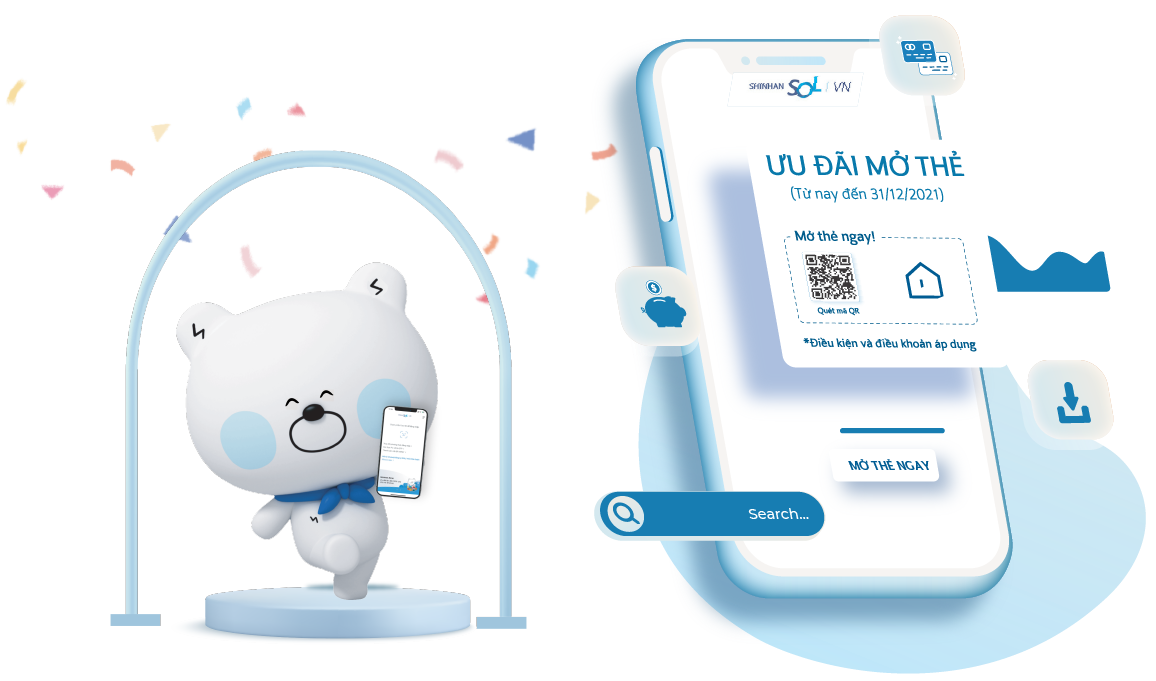 SHINHAN SOL VN
ƯU ĐÃI MỞ THẺ
(Từ nay đến 31/12/2021)
Mở thẻ ngay!
Quét mã QR
*Điều kiện và điều khoản áp dụng
MỞ THẺ NGAY
Search...